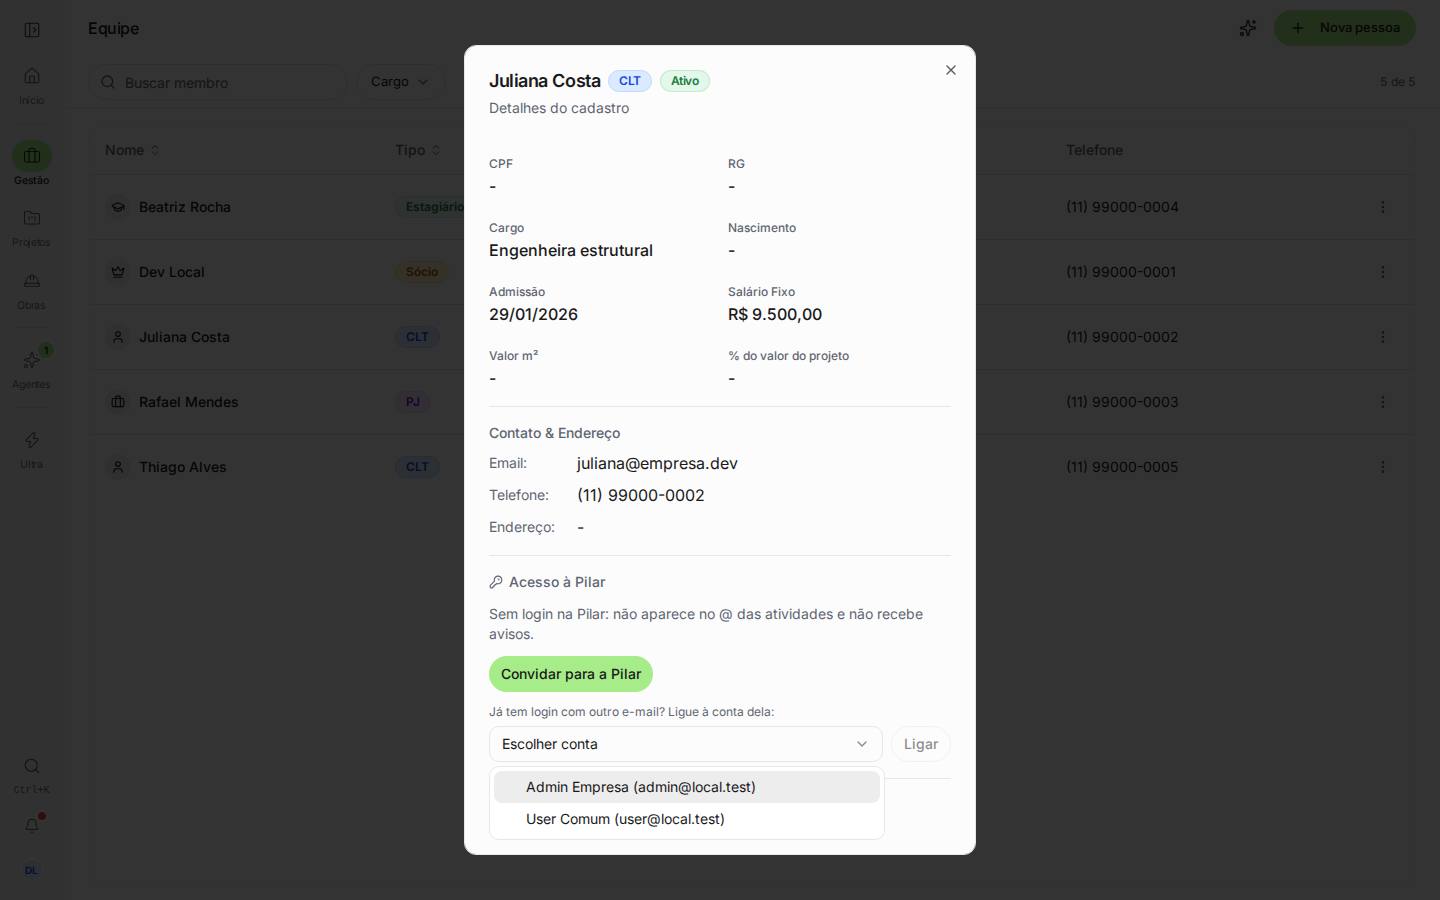 Equipe
Nova pessoa
Início
Buscar membro
Cargo
5 de 5
Gestão
Projetos
Obras
1
Agentes
Ultra
Ctrl+K
DL
Nome
Tipo
Telefone
Beatriz Rocha
Estagiário
(11) 99000-0004
Dev Local
Sócio
(11) 99000-0001
Juliana Costa
CLT
(11) 99000-0002
Rafael Mendes
PJ
(11) 99000-0003
Thiago Alves
CLT
(11) 99000-0005
Juliana Costa CLT Ativo
Detalhes do cadastro
CPF
-
RG
-
Cargo
Engenheira estrutural
Nascimento
-
Admissão
29/01/2026
Salário Fixo
R$ 9.500,00
Valor m²
-
% do valor do projeto
-
Contato & Endereço
Email: juliana@empresa.dev
Telefone: (11) 99000-0002
Endereço: -
Acesso à Pilar
Sem login na Pilar: não aparece no @ das atividades e não recebe
avisos.
Convidar para a Pilar
Já tem login com outro e-mail? Ligue à conta dela:
Escolher conta
Ligar
Admin Empresa (admin@local.test)
User Comum (user@local.test)